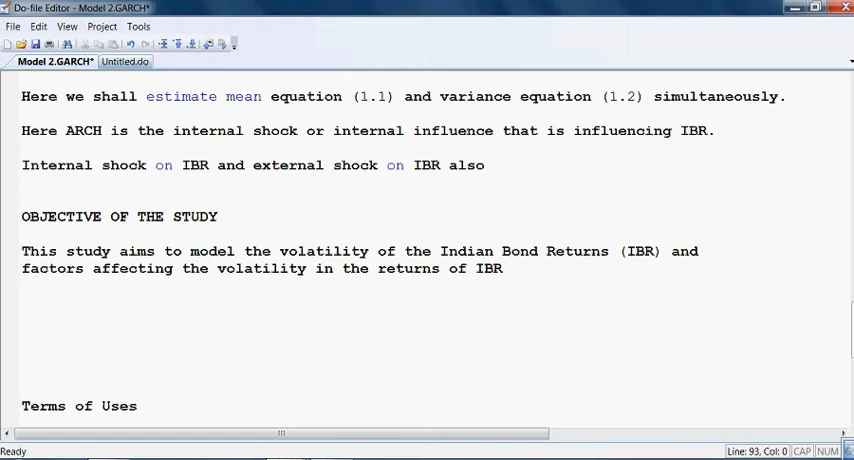 Do-file Editor - Model 2.GARCH*
File Edit View Project Tools
Model 2.GARCH* Untitled.do
Here we shall estimate mean equation (1.1) and variance equation (1.2) simultaneously.
Here ARCH is the internal shock or internal influence that is influencing IBR.
Internal shock on IBR and external shock on IBR also
OBJECTIVE OF THE STUDY
This study aims to model the volatility of the Indian Bond Returns (IBR) and
factors affecting the volatility in the returns of IBR
Terms of Uses
Ready Line: 93, Col: 0 CAP NUM